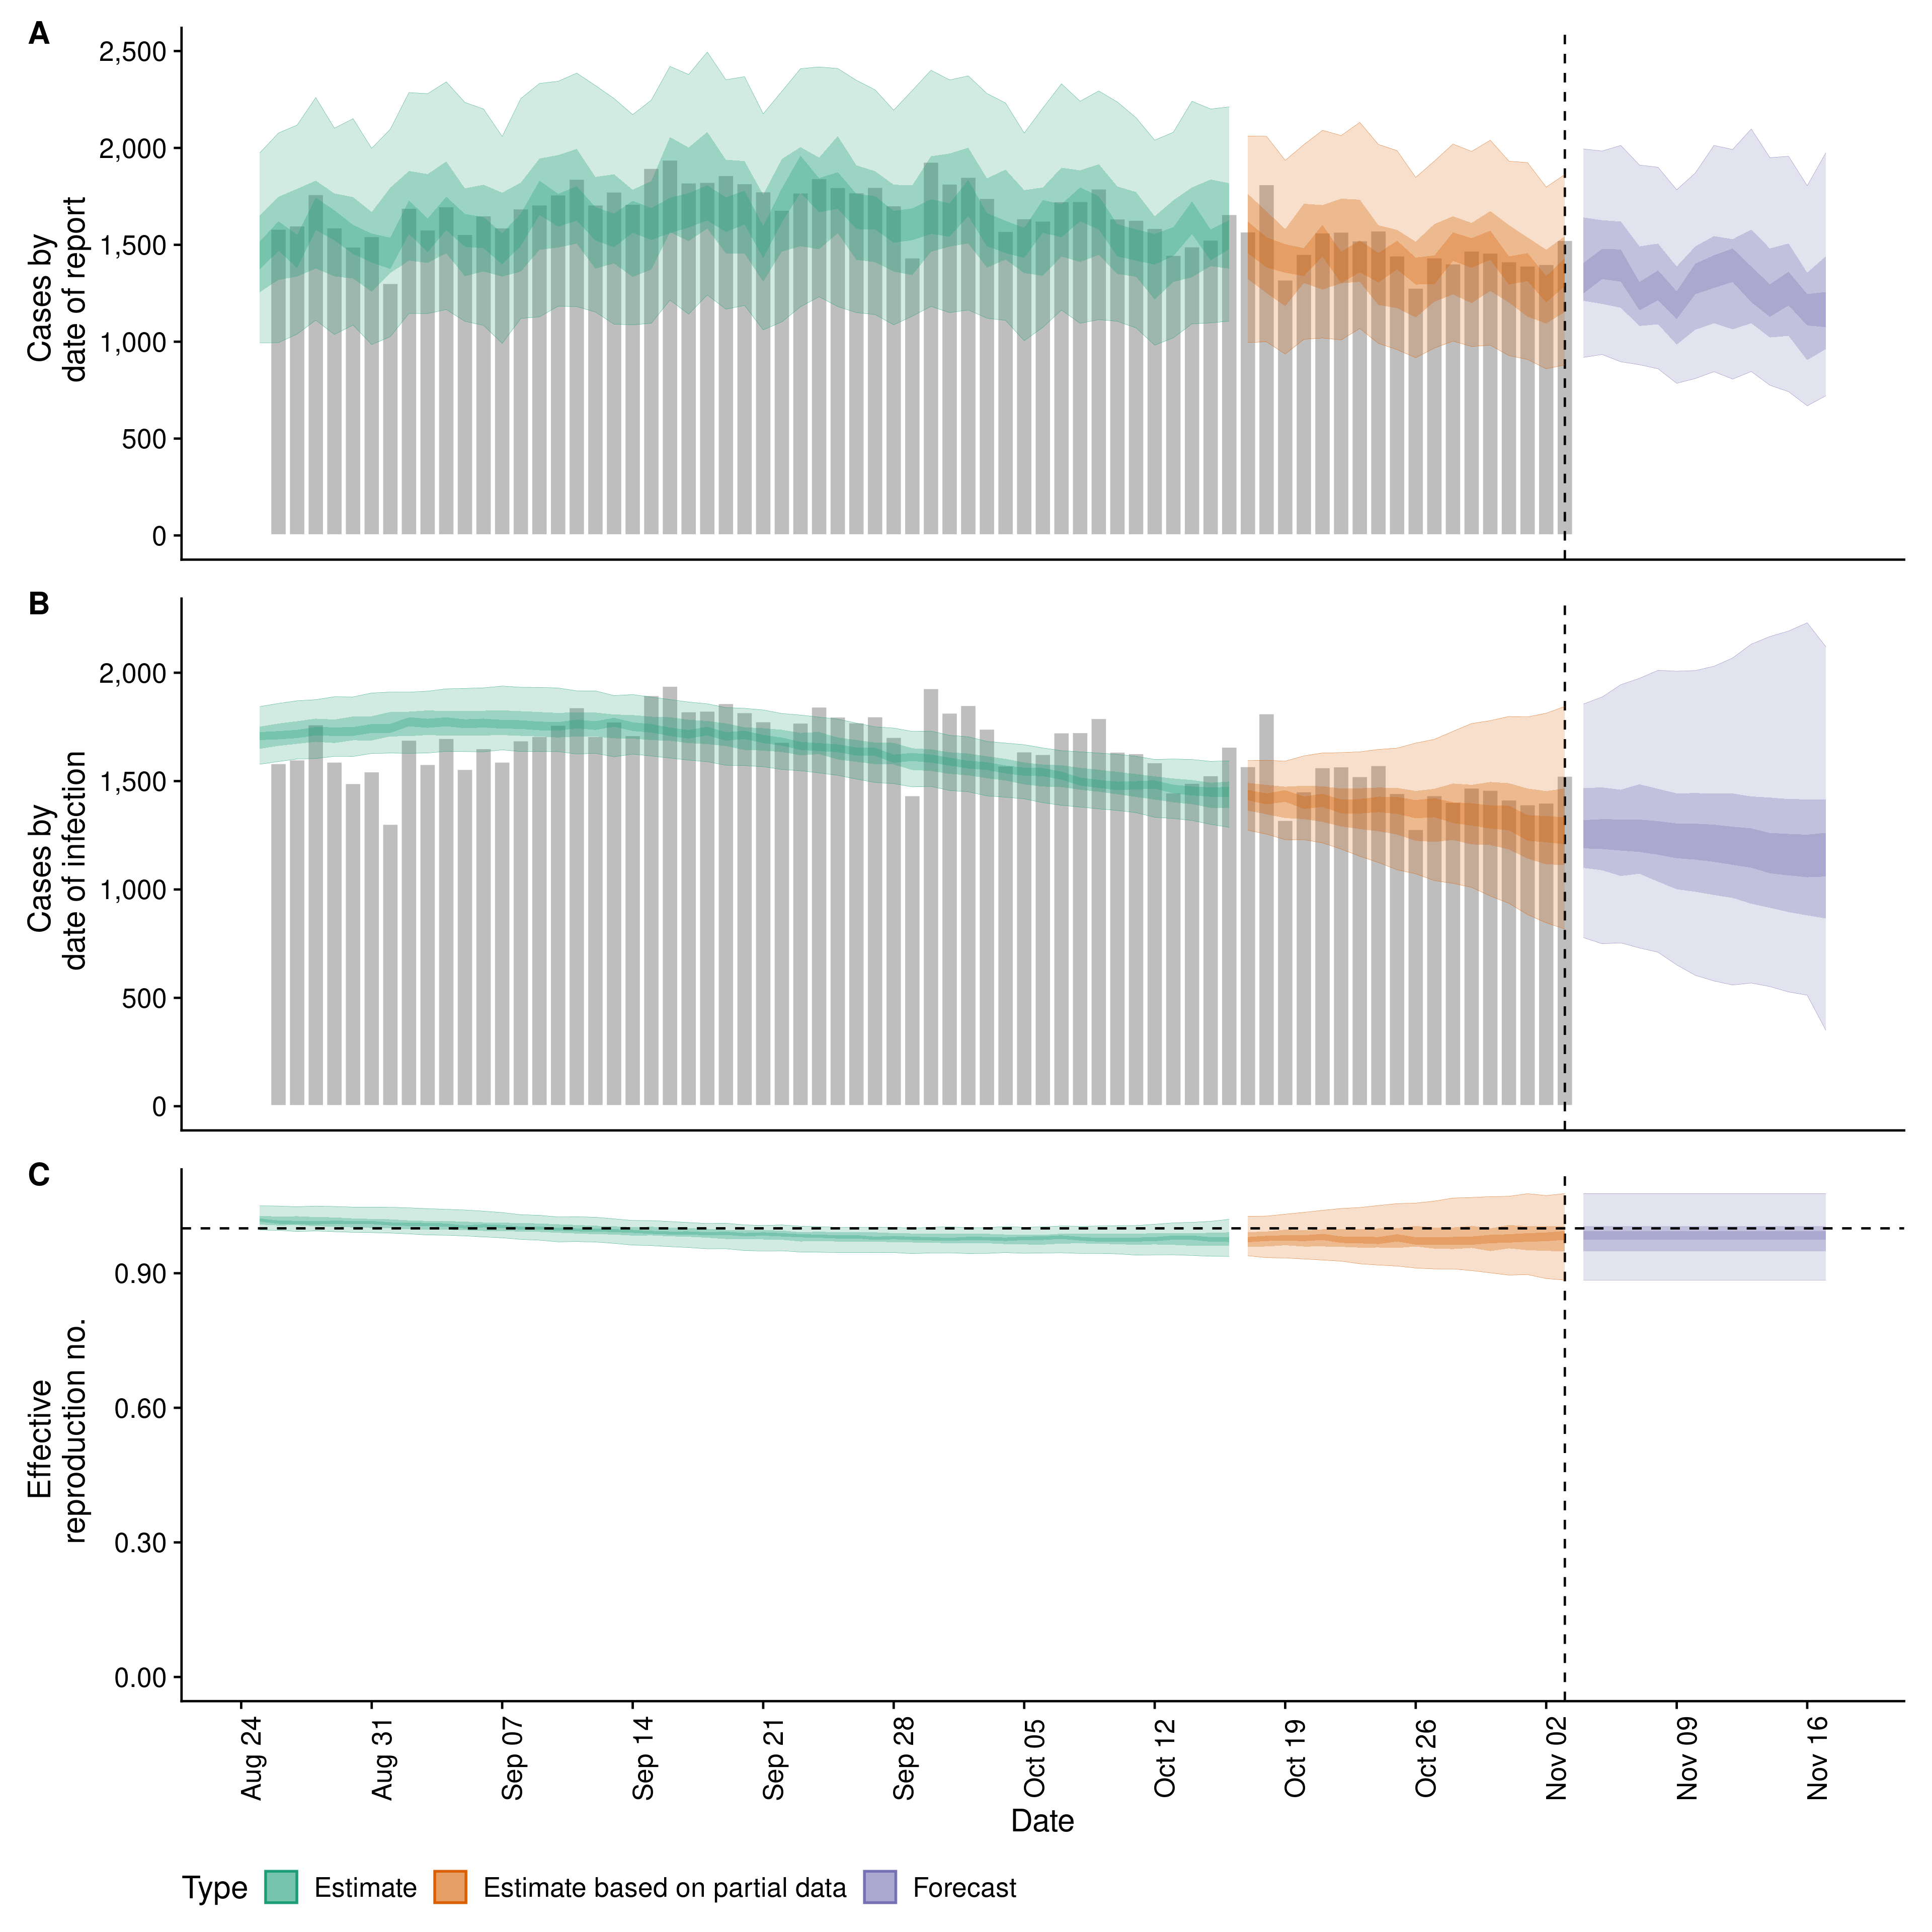 A
2,500
2,000
1,500
1,000
500
0
Cases by
date of report
B
2,000
1,500
1,000
500
0
Cases by
date of infection
C
0.90
0.60
0.30
0.00
Effective
reproduction no.
Aug 24
Aug 31
Sep 07
Sep 14
Sep 21
Sep 28
Oct 05
Oct 12
Oct 19
Oct 26
Nov 02
Nov 09
Nov 16
Date
Type Estimate Estimate based on partial data Forecast